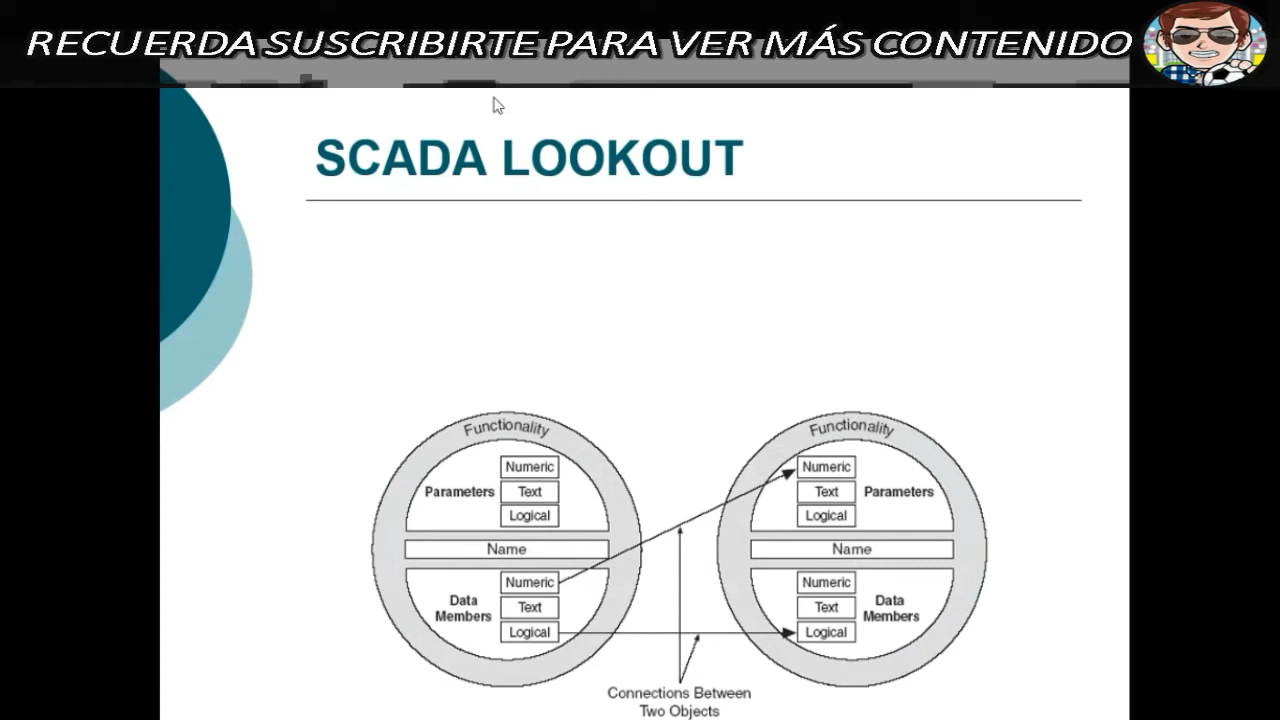 RECUERDA SUSCRIBIRTE PARA VER MÁS CONTENIDO
SCADA LOOKOUT
Functionality
Numeric
Parameters
Text
Logical
Name
Numeric
Data
Members
Text
Logical
Functionality
Numeric
Text
Parameters
Logical
Name
Numeric
Text
Data
Members
Logical
Connections Between
Two Objects